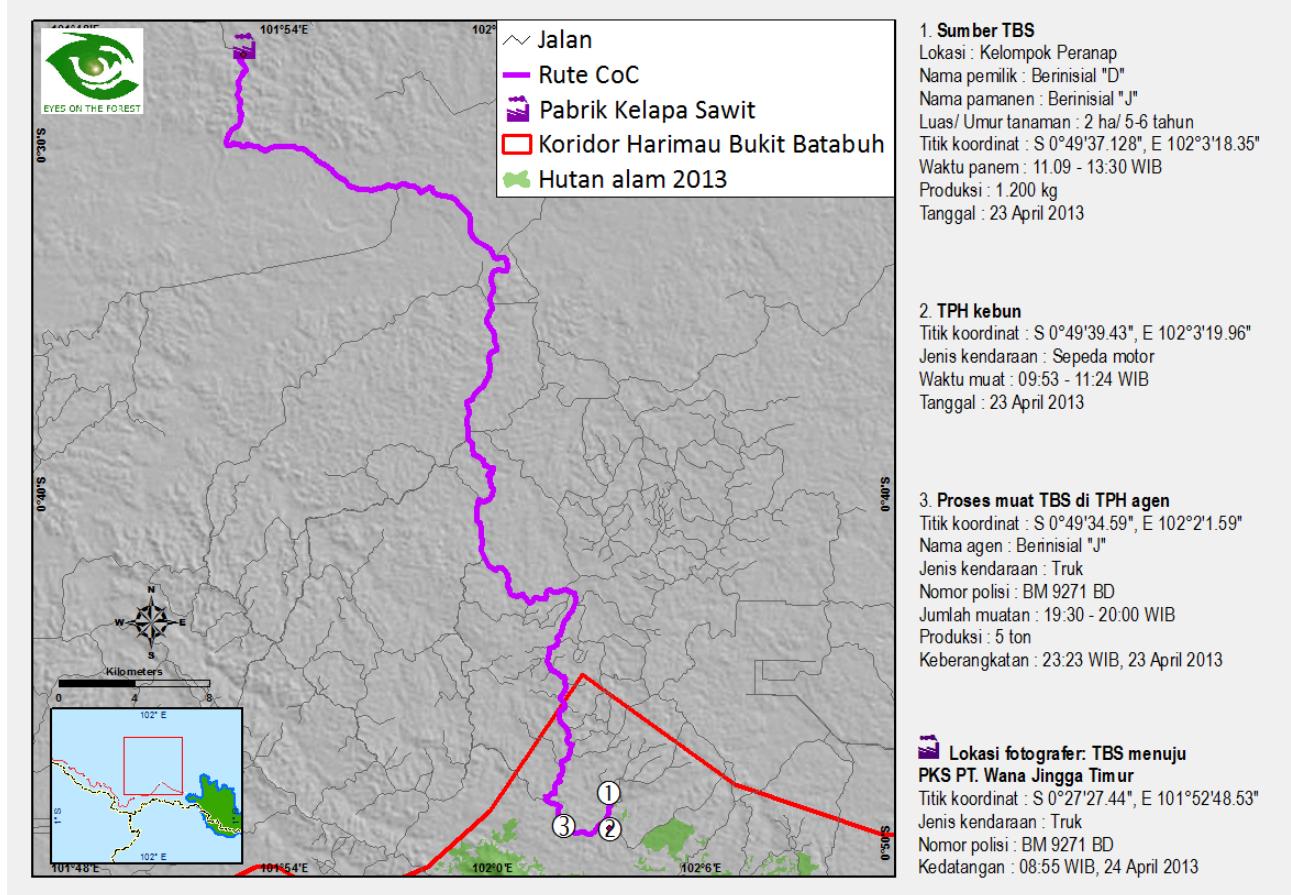 101°48'E
101°54'E
102°
EYES ON THE FOREST
Jalan
Rute CoC
Pabrik Kelapa Sawit
Koridor Harimau Bukit Batabuh
Hutan alam 2013
0°30'S
0°40'S
0°40'S
N
W
E
S
Kilometers
0
4
8
102° E
1° S
1° S
102° E
1
3
2
0°50'S
101°48'E
101°54'E
102°0'E
102°6'E
1. Sumber TBS
Lokasi : Kelompok Peranap
Nama pemilik : Berinisial "D"
Nama pamanen : Berinisial "J"
Luas/ Umur tanaman : 2 ha/ 5-6 tahun
Titik koordinat : S 0°49'37.128", E 102°3'18.35"
Waktu panem : 11.09 - 13:30 WIB
Produksi : 1.200 kg
Tanggal : 23 April 2013
2. TPH kebun
Titik koordinat : S 0°49'39.43", E 102°3'19.96"
Jenis kendaraan : Sepeda motor
Waktu muat : 09:53 - 11:24 WIB
Tanggal : 23 April 2013
3. Proses muat TBS di TPH agen
Titik koordinat : S 0°49'34.59", E 102°2'1.59"
Nama agen : Berinisial "J"
Jenis kendaraan : Truk
Nomor polisi : BM 9271 BD
Jumlah muatan : 19:30 - 20:00 WIB
Produksi : 5 ton
Keberangkatan : 23:23 WIB, 23 April 2013
Lokasi fotografer: TBS menuju
PKS PT. Wana Jingga Timur
Titik koordinat : S 0°27'27.44", E 101°52'48.53"
Jenis kendaraan : Truk
Nomor polisi : BM 9271 BD
Kedatangan : 08:55 WIB, 24 April 2013